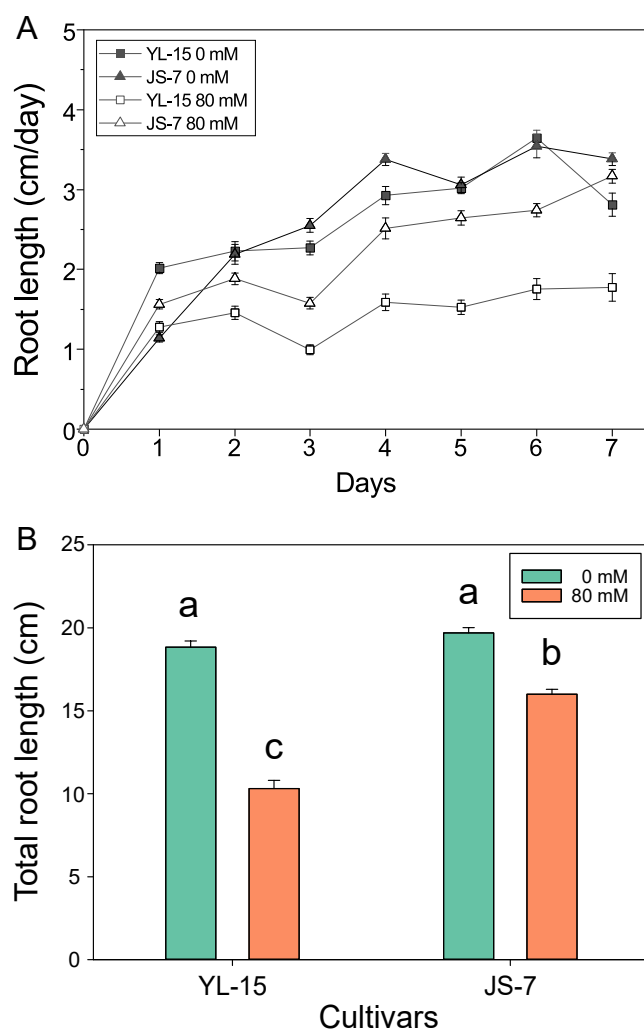 A
5
YL-15 0 mM
JS-7 0 mM
YL-15 80 mM
JS-7 80 mM
4
3
2
1
0
Root length (cm/day)
0 1 2 3 4 5 6 7
Days
B
25
20
15
10
5
0
Total root length (cm)
0 mM
80 mM
a
c
a
b
YL-15 JS-7
Cultivars